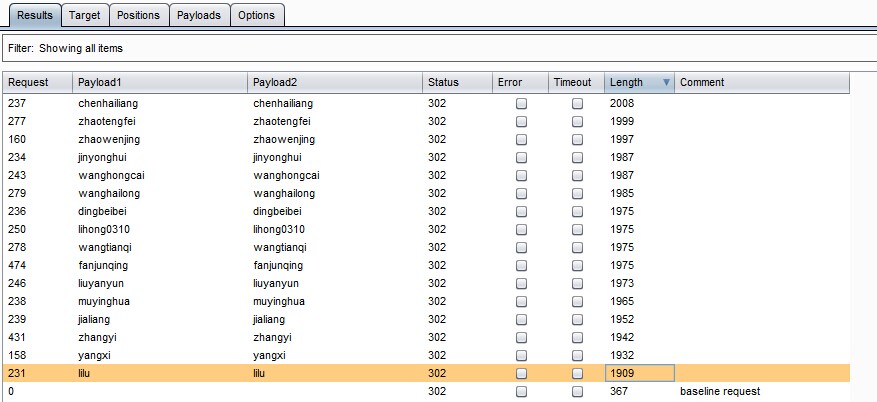 Results Target Positions Payloads Options
Filter: Showing all items
Request Payload1 Payload2 Status Error Timeout Length Comment
237 chenhailiang chenhailiang 302 2008
277 zhaotengfei zhaotengfei 302 1999
160 zhaowenjing zhaowenjing 302 1997
234 jinyonghui jinyonghui 302 1987
243 wanghongcai wanghongcai 302 1987
279 wanghailong wanghailong 302 1985
236 dingbeibei dingbeibei 302 1975
250 lihong0310 lihong0310 302 1975
278 wangtianqi wangtianqi 302 1975
474 fanjunqing fanjunqing 302 1975
246 liuyanyun liuyanyun 302 1973
238 muyinghua muyinghua 302 1965
239 jialiang jialiang 302 1952
431 zhangyi zhangyi 302 1942
158 yangxi yangxi 302 1932
231 lilu lilu 302 1909
0 302 367 baseline request